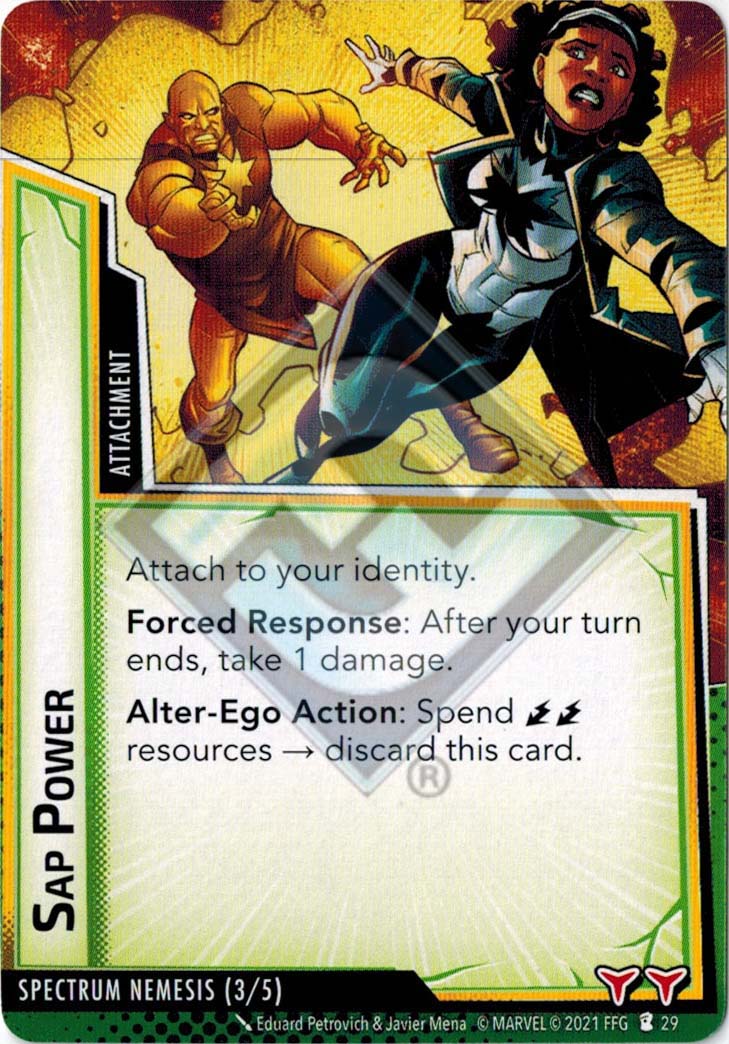 ATTACHMENT
Attach to your identity.
Forced Response: After your turn
ends, take 1 damage.
Alter-Ego Action: Spend
resources → discard this card.
®
SAP POWER
SPECTRUM NEMESIS (3/5)
Eduard Petrovich & Javier Mena © MARVEL © 2021 FFG 29